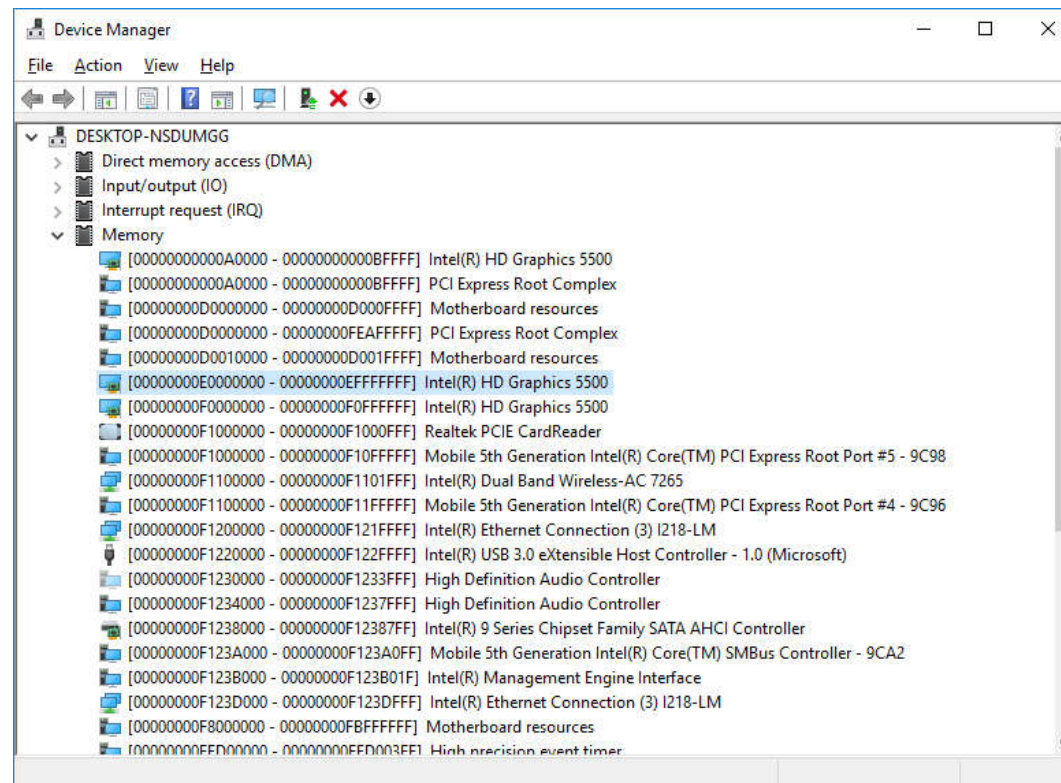 Device Manager
File Action View Help
DESKTOP-NSDUMGG
Direct memory access (DMA)
Input/output (IO)
Interrupt request (IRQ)
Memory
[00000000000A0000 - 00000000000BFFFF] Intel(R) HD Graphics 5500
[00000000000A0000 - 00000000000BFFFF] PCI Express Root Complex
[00000000D0000000 - 00000000D000FFFF] Motherboard resources
[00000000D0000000 - 00000000FEAFFFFF] PCI Express Root Complex
[00000000D0010000 - 00000000D001FFFF] Motherboard resources
[00000000E0000000 - 00000000EFFFFFFF] Intel(R) HD Graphics 5500
[00000000F0000000 - 00000000F0FFFFFF] Intel(R) HD Graphics 5500
[00000000F1000000 - 00000000F1000FFF] Realtek PCIE CardReader
[00000000F1000000 - 00000000F10FFFFF] Mobile 5th Generation Intel(R) Core(TM) PCI Express Root Port #5 - 9C98
[00000000F1100000 - 00000000F1101FFF] Intel(R) Dual Band Wireless-AC 7265
[00000000F1100000 - 00000000F11FFFFF] Mobile 5th Generation Intel(R) Core(TM) PCI Express Root Port #4 - 9C96
[00000000F1200000 - 00000000F121FFFF] Intel(R) Ethernet Connection (3) I218-LM
[00000000F1220000 - 00000000F122FFFF] Intel(R) USB 3.0 eXtensible Host Controller - 1.0 (Microsoft)
[00000000F1230000 - 00000000F1233FFF] High Definition Audio Controller
[00000000F1234000 - 00000000F1237FFF] High Definition Audio Controller
[00000000F1238000 - 00000000F12387FF] Intel(R) 9 Series Chipset Family SATA AHCI Controller
[00000000F123A000 - 00000000F123A0FF] Mobile 5th Generation Intel(R) Core(TM) SMBus Controller - 9CA2
[00000000F123B000 - 00000000F123B01F] Intel(R) Management Engine Interface
[00000000F123D000 - 00000000F123DFFF] Intel(R) Ethernet Connection (3) I218-LM
[00000000F8000000 - 00000000FBFFFFFF] Motherboard resources
[00000000FED00000 - 00000000FED003FF] High precision event timer